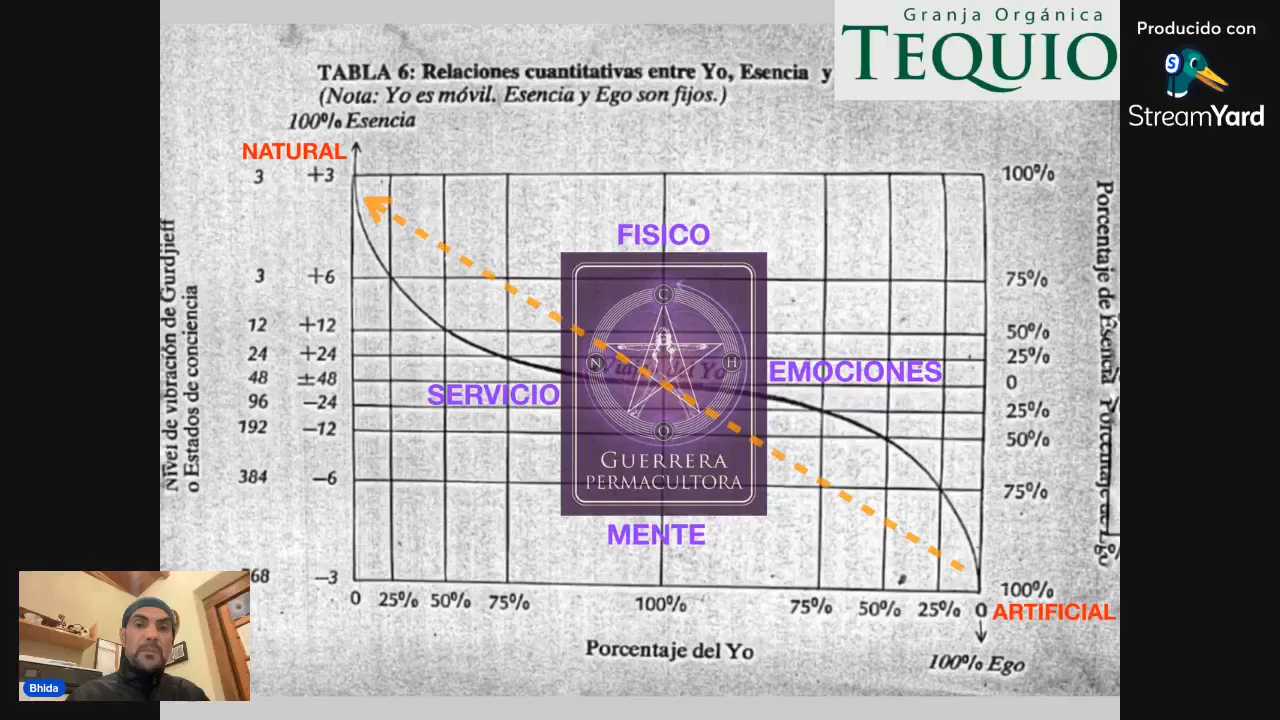 Granja Orgánica
TEQUIO
Producido con
StreamYard
TABLA 6: Relaciones cuantitativas entre Yo, Esencia y
(Nota: Yo es móvil. Esencia y Ego son fijos.)
100% Esencia
NATURAL
Nivel de vibración de Gurdjieff
o Estados de conciencia
3 +3 100%
3 +6 75%
12 +12 50%
24 +24 25%
48 ±48 0
96 −24 25%
192 −12 50%
384 −6 75%
68 −3 100%
Porcentaje de Esencia
Porcentaje de Ego
FISICO
C
N
H
O
Viaje del Yo
EMOCIONES
SERVICIO
GUERRERA
PERMACULTORA
MENTE
0 25% 50% 75% 100% 75% 50% 25% 0
ARTIFICIAL
Porcentaje del Yo
100% Ego
Bhida